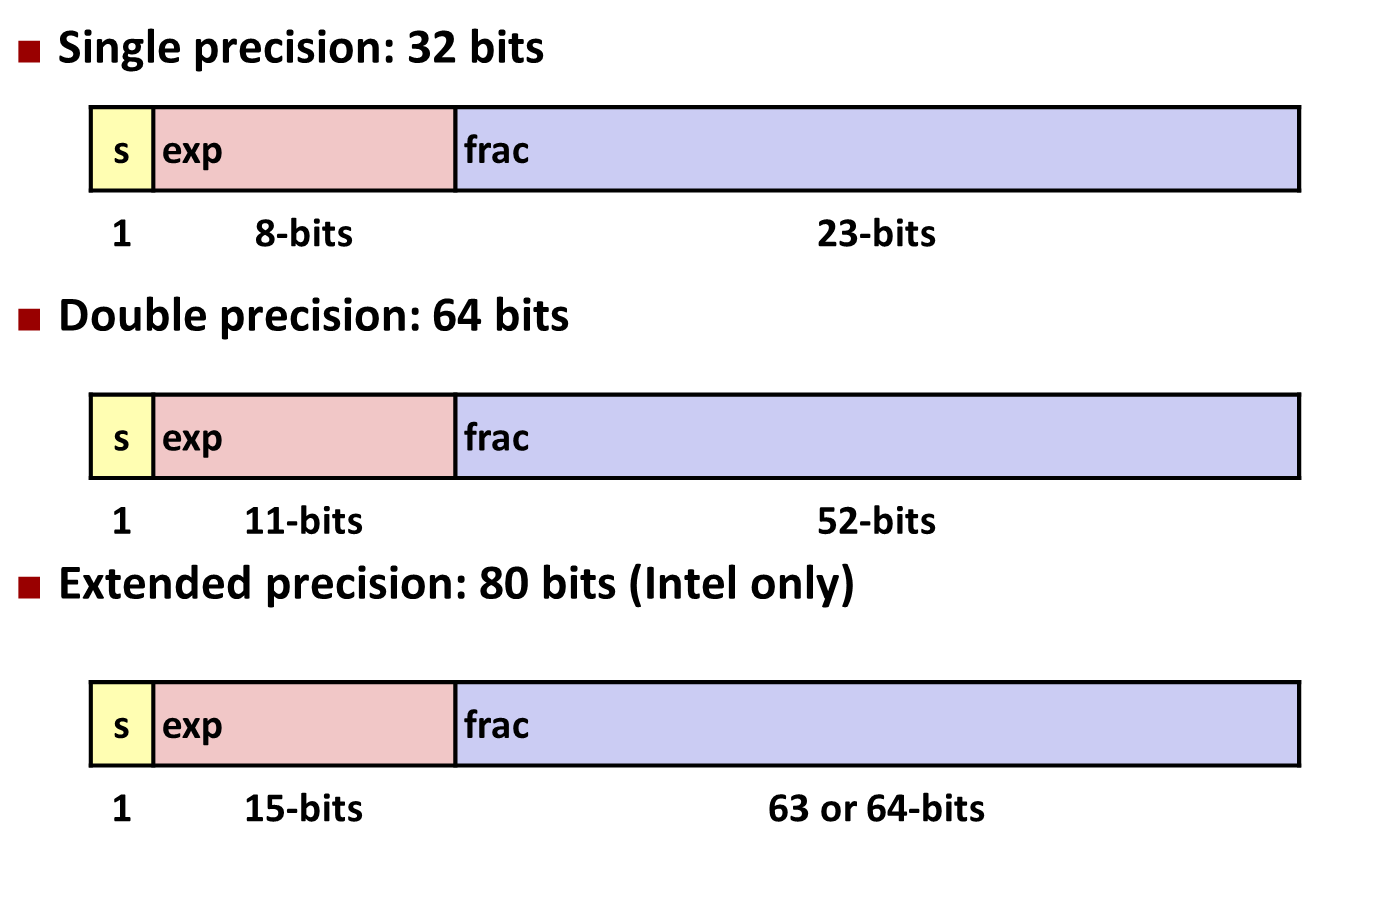 Single precision: 32 bits
s exp frac
1 8-bits 23-bits
Double precision: 64 bits
s exp frac
1 11-bits 52-bits
Extended precision: 80 bits (Intel only)
s exp frac
1 15-bits 63 or 64-bits